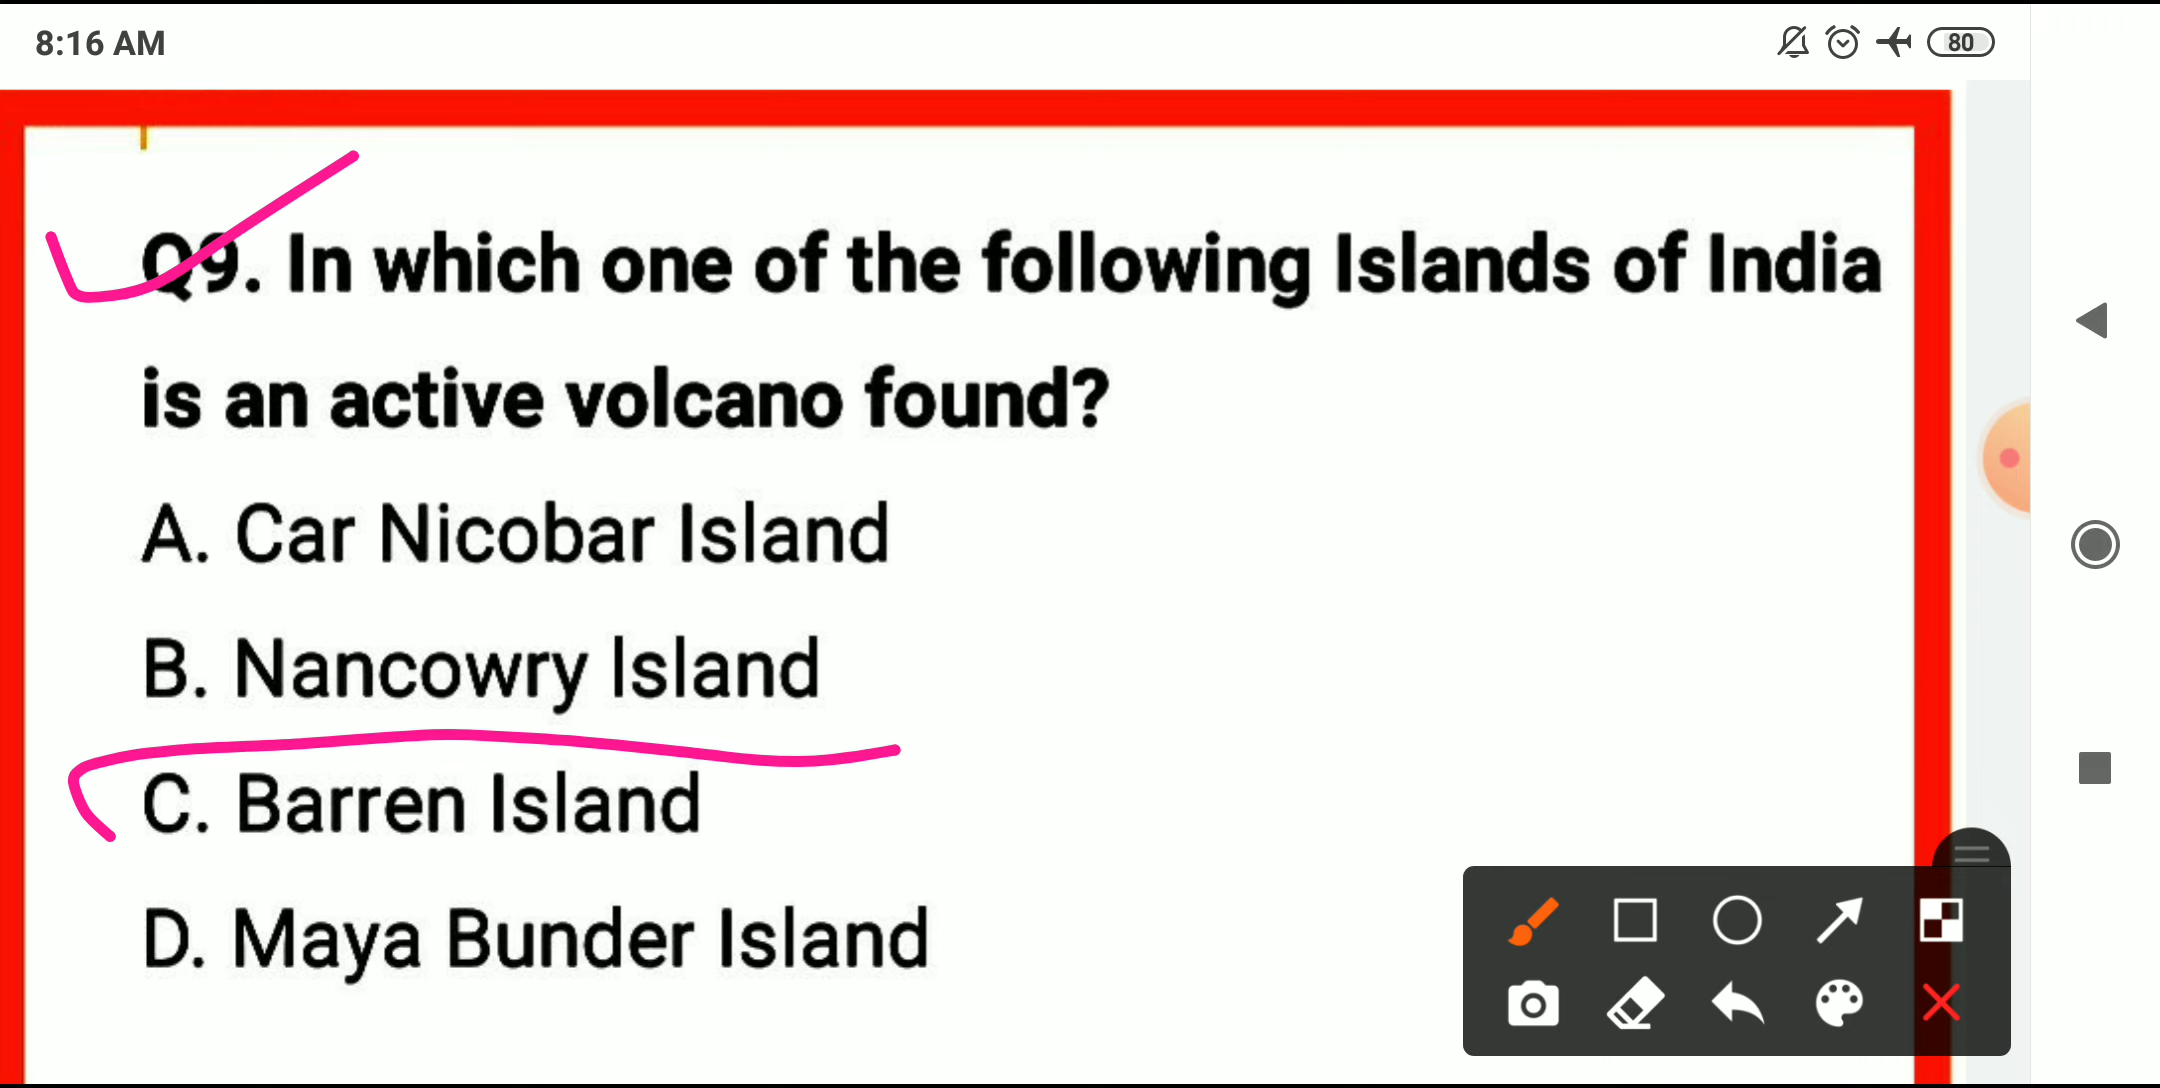 8:16 AM
80
Q9. In which one of the following Islands of India
is an active volcano found?
A. Car Nicobar Island
B. Nancowry Island
C. Barren Island
D. Maya Bunder Island